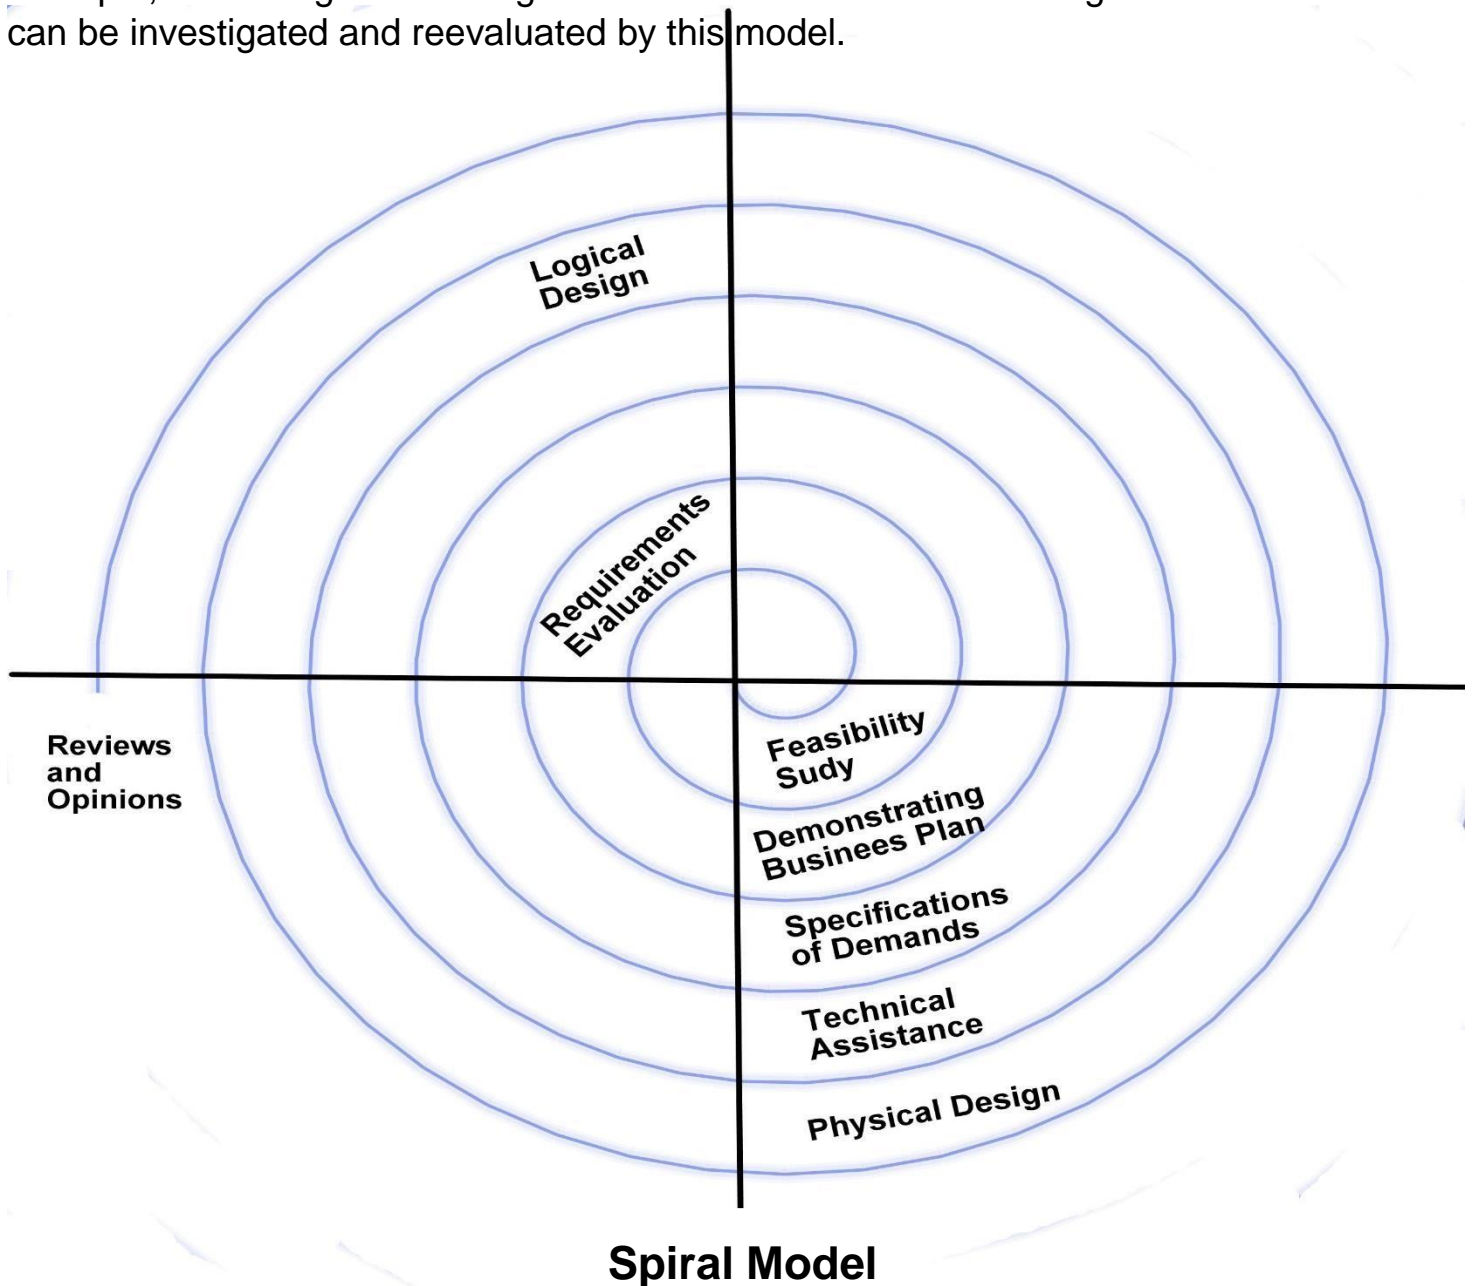 can be investigated and reevaluated by this model.
Logical
Design
Requirements
Evaluation
Reviews
and
Opinions
Feasibility
Sudy
Demonstrating
Businees Plan
Specifications
of Demands
Technical
Assistance
Physical Design
Spiral Model